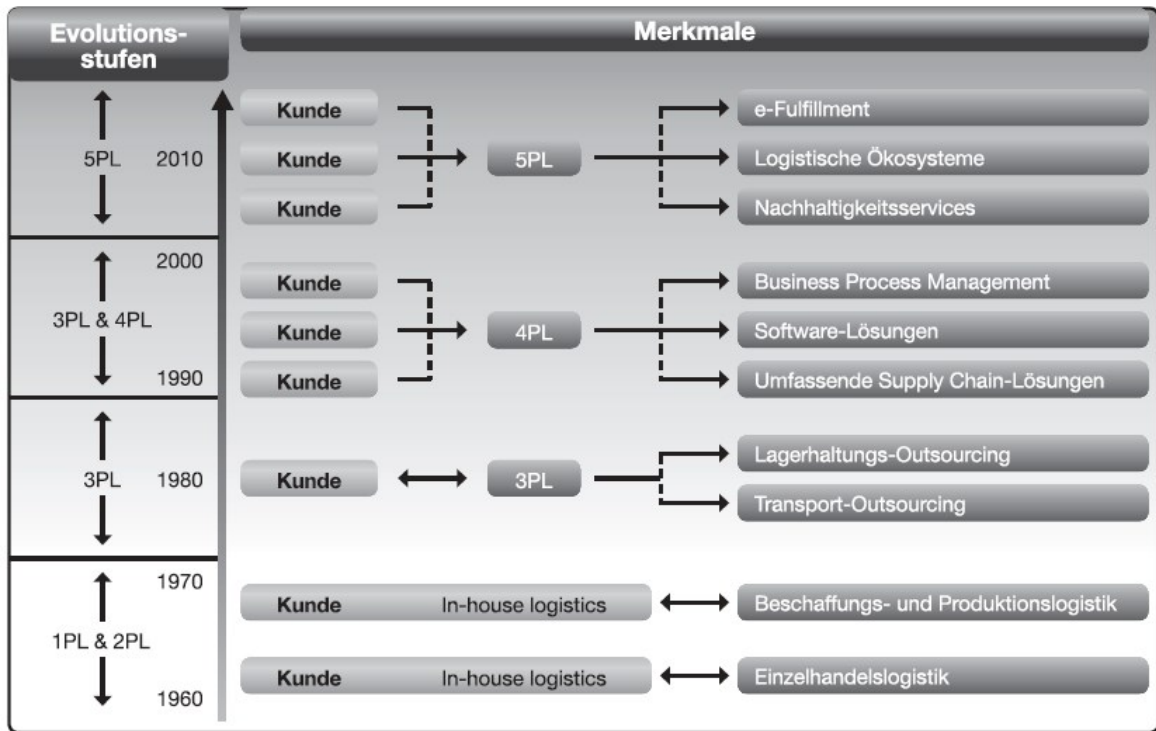 Evolutions-
stufen
Merkmale
Kunde
e-Fulfillment
5PL 2010
Kunde
5PL
Logistische Ökosysteme
Kunde
Nachhaltigkeitsservices
2000
Kunde
Business Process Management
3PL & 4PL
Kunde
4PL
Software-Lösungen
1990
Kunde
Umfassende Supply Chain-Lösungen
3PL 1980
Kunde
3PL
Lagerhaltungs-Outsourcing
Transport-Outsourcing
1970
Kunde In-house logistics
Beschaffungs- und Produktionslogistik
1PL & 2PL
Kunde In-house logistics
Einzelhandelslogistik
1960